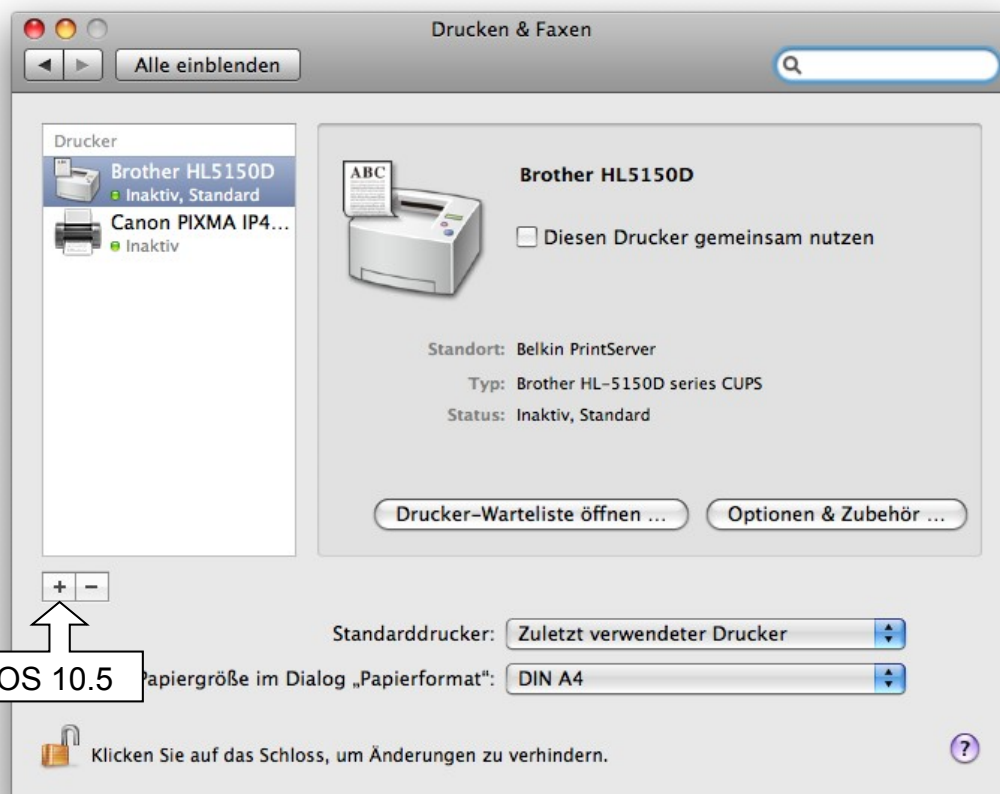 Drucken & Faxen
Alle einblenden
Drucker
Brother HL5150D
Inaktiv, Standard
Canon PIXMA IP4...
Inaktiv
ABC
Brother HL5150D
Diesen Drucker gemeinsam nutzen
Standort: Belkin PrintServer
Typ: Brother HL-5150D series CUPS
Status: Inaktiv, Standard
Drucker-Warteliste öffnen ...
Optionen & Zubehör ...
+ −
Standarddrucker: Zuletzt verwendeter Drucker
OS 10.5
Papiergröße im Dialog „Papierformat“: DIN A4
Klicken Sie auf das Schloss, um Änderungen zu verhindern.
?